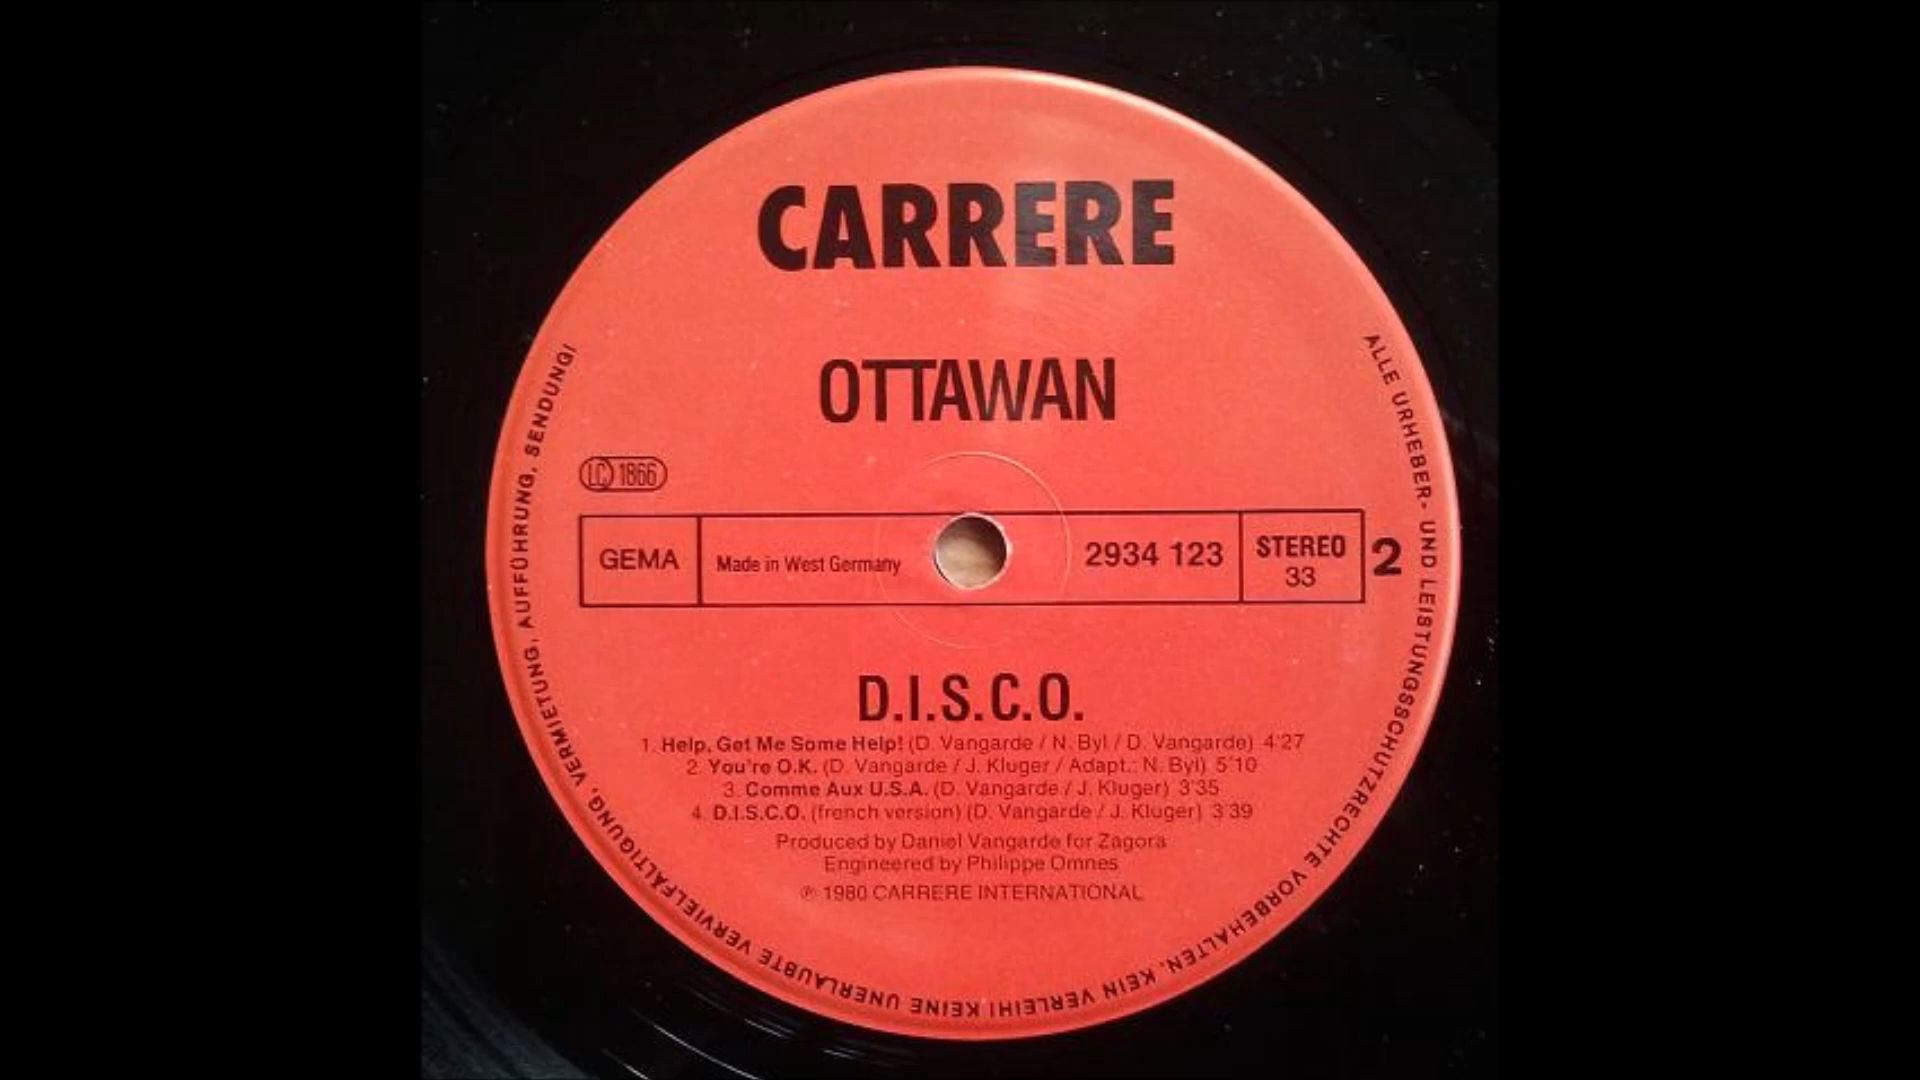 CARRERE
OTTAWAN
LC 1866
GEMA
Made in West Germany
2934 123
STEREO
33
2
D.I.S.C.O.
1. Help, Get Me Some Help! (D. Vangarde / N. Byl / D. Vangarde) 4'27
2. You're O.K. (D. Vangarde / J. Kluger / Adapt.: N. Byl) 5'10
3. Comme Aux U.S.A. (D. Vangarde / J. Kluger) 3'35
4. D.I.S.C.O. (french version) (D. Vangarde / J. Kluger) 3'39
Produced by Daniel Vangarde for Zagora
Engineered by Philippe Omnes
℗ 1980 CARRERE INTERNATIONAL
ALLE URHEBER- UND LEISTUNGSSCHUTZRECHTE VORBEHALTEN. KEIN VERLEIH! KEINE UNERLAUBTE VERVIELFÄLTIGUNG, VERMIETUNG, AUFFÜHRUNG, SENDUNG!